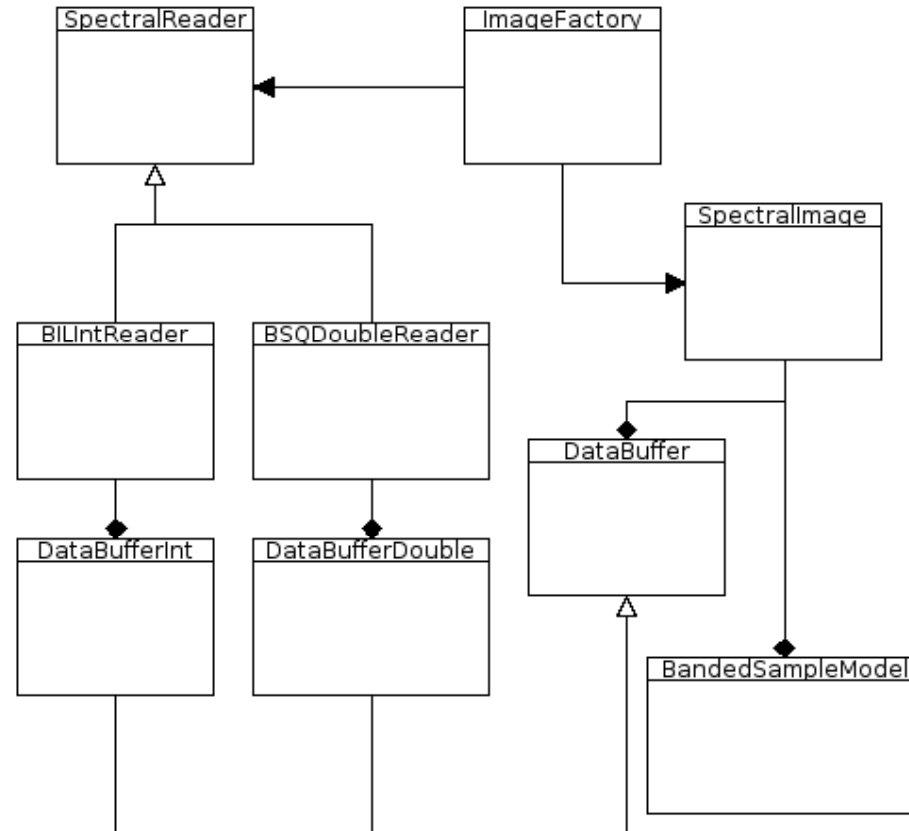 SpectralReader
ImageFactory
SpectralImage
BILIntReader
BSQDoubleReader
DataBuffer
DataBufferInt
DataBufferDouble
BandedSampleModel